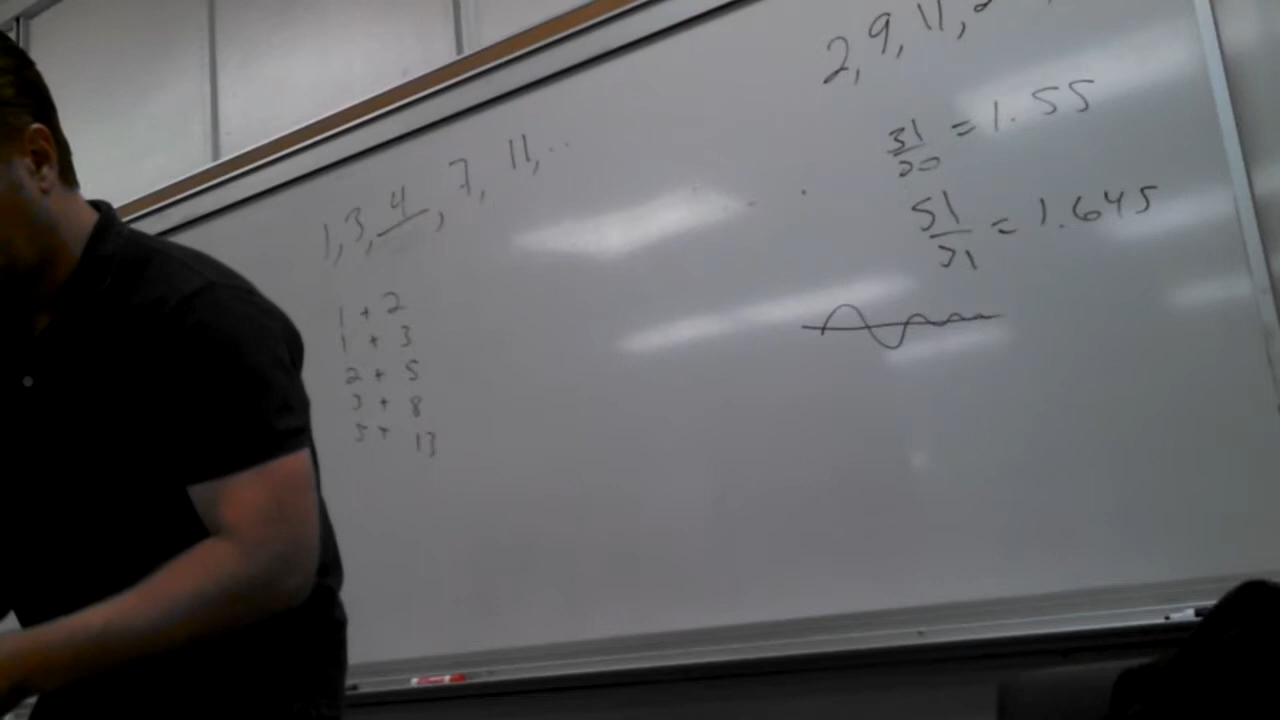 1, 3, 4, 7, 11, ...
1 + 2
1 + 3
2 + 5
3 + 8
5 + 13
2, 9, 11,
31/20 = 1.55
51/31 = 1.645